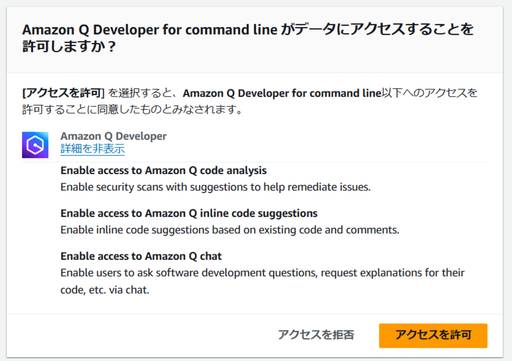 Amazon Q Developer for command line がデータにアクセスすることを
許可しますか？
[アクセスを許可] を選択すると、Amazon Q Developer for command line以下へのアクセスを
許可することに同意したものとみなされます。
Amazon Q Developer
詳細を非表示
Enable access to Amazon Q code analysis
Enable security scans with suggestions to help remediate issues.
Enable access to Amazon Q inline code suggestions
Enable inline code suggestions based on existing code and comments.
Enable access to Amazon Q chat
Enable users to ask software development questions, request explanations for their
code, etc. via chat.
アクセスを拒否
アクセスを許可